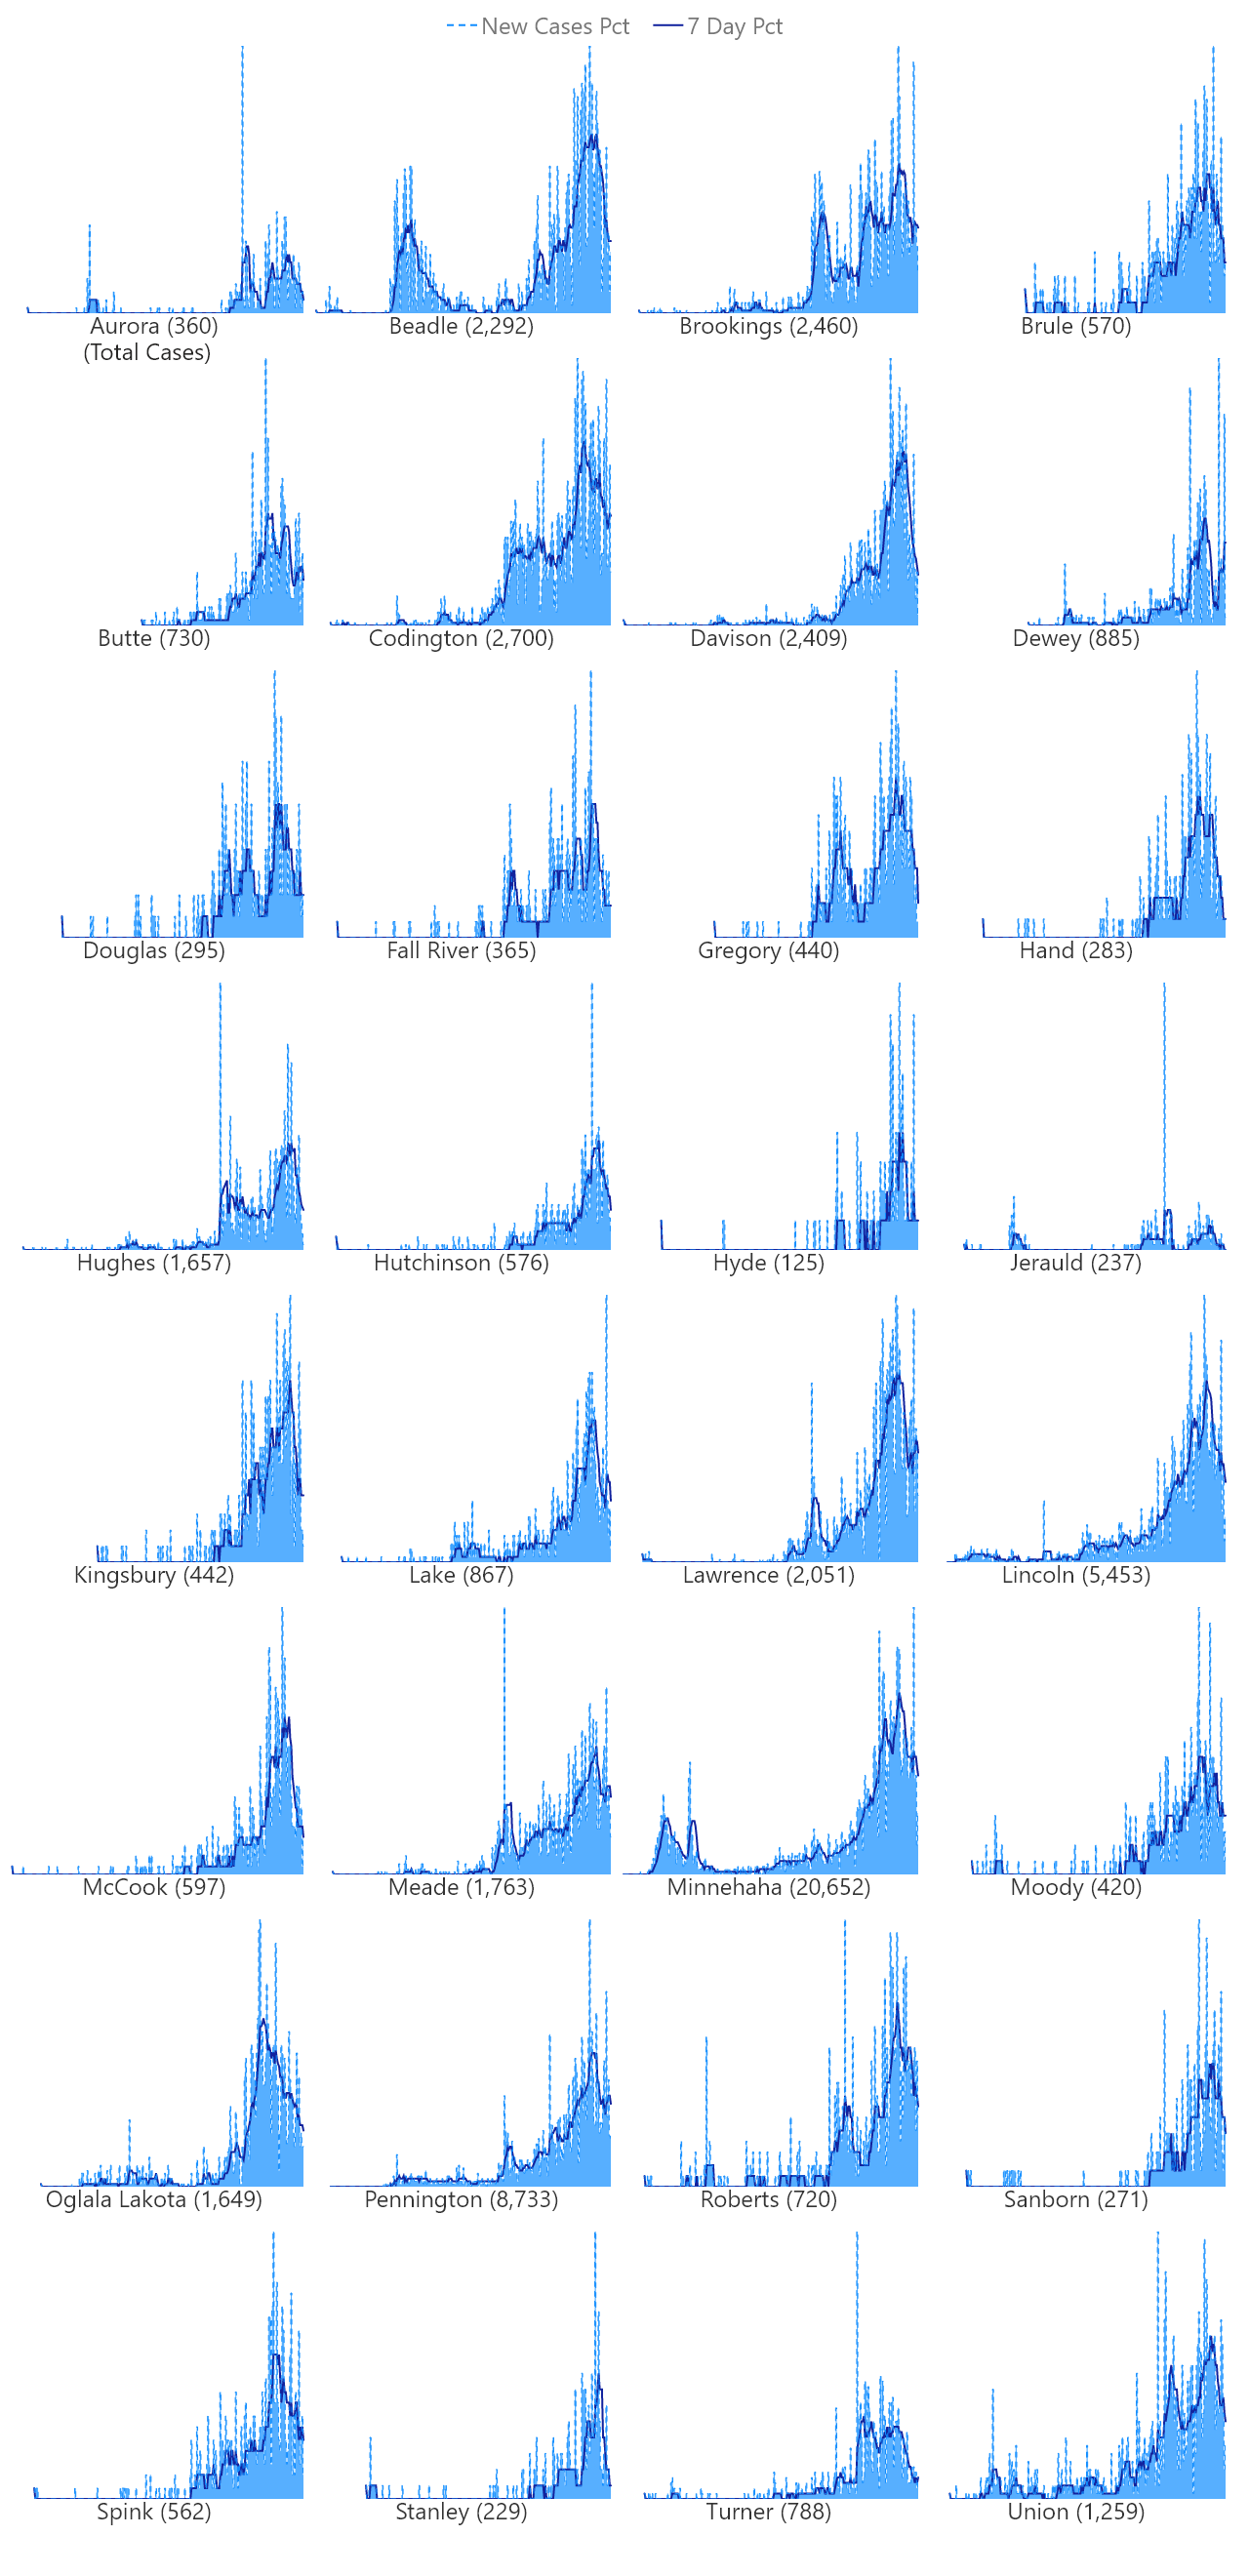 New Cases Pct 7 Day Pct
Aurora (360) Beadle (2,292) Brookings (2,460) Brule (570)
(Total Cases)
Butte (730) Codington (2,700) Davison (2,409) Dewey (885)
Douglas (295) Fall River (365) Gregory (440) Hand (283)
Hughes (1,657) Hutchinson (576) Hyde (125) Jerauld (237)
Kingsbury (442) Lake (867) Lawrence (2,051) Lincoln (5,453)
McCook (597) Meade (1,763) Minnehaha (20,652) Moody (420)
Oglala Lakota (1,649) Pennington (8,733) Roberts (720) Sanborn (271)
Spink (562) Stanley (229) Turner (788) Union (1,259)